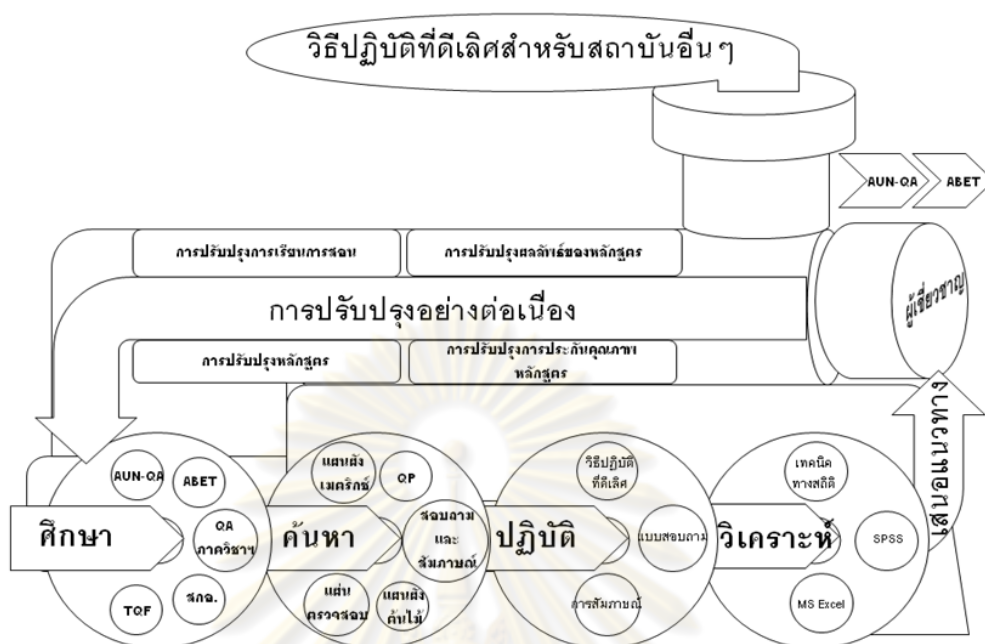 วิธีปฏิบัติที่ดีเลิศสำหรับสถาบันอื่นๆ
AUN-QA
ABET
การปรับปรุงการเรียนการสอน
การปรับปรุงผลลัพธ์ของหลักสูตร
ผู้เชี่ยวชาญ
การปรับปรุงอย่างต่อเนื่อง
การปรับปรุงหลักสูตร
การปรับปรุงการประกันคุณภาพ
หลักสูตร
เสนอแนวทาง
AUN-QA
ABET
QA
ภาควิชาฯ
สกอ.
TQF
ศึกษา
แผนผัง
เมตริกซ์
QP
สอบถาม
และ
สัมภาษณ์
แผนผัง
ต้นไม้
แผ่น
ตรวจสอบ
ค้นหา
วิธีปฏิบัติ
ที่ดีเลิศ
แบบสอบถาม
การสัมภาษณ์
ปฏิบัติ
เทคนิค
ทางสถิติ
SPSS
MS Excel
วิเคราะห์